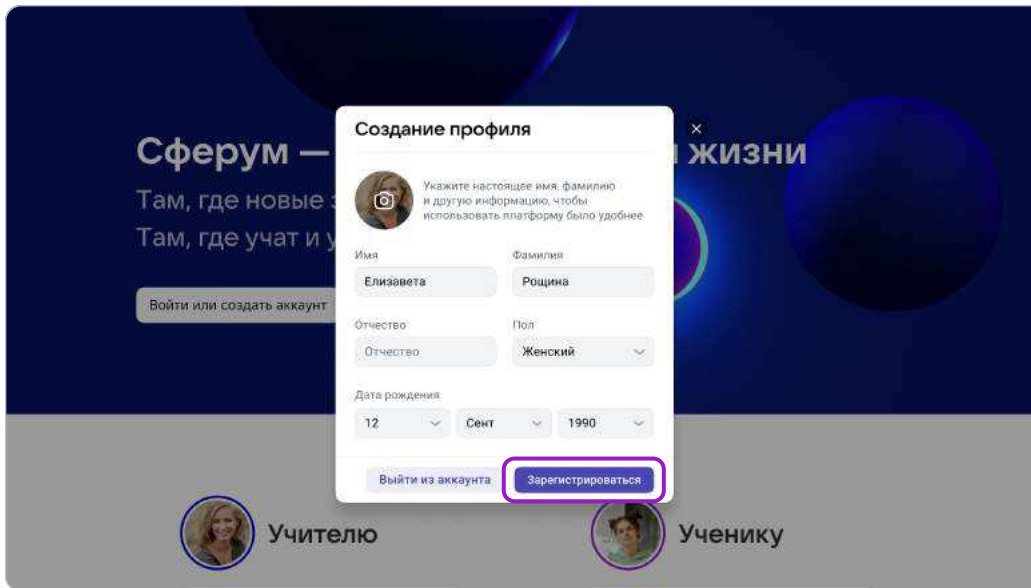 Создание профиля
Сферум —
жизни
Там, где новые
Там, где учат и
Укажите настоящее имя, фамилию
и другую информацию, чтобы
использовать платформу было удобнее
Имя
Фамилия
Елизавета
Рощина
Войти или создать аккаунт
Отчество
Пол
Отчество
Женский
Дата рождения
12
Сент
1990
Выйти из аккаунта
Зарегистрироваться
Учителю
Ученику